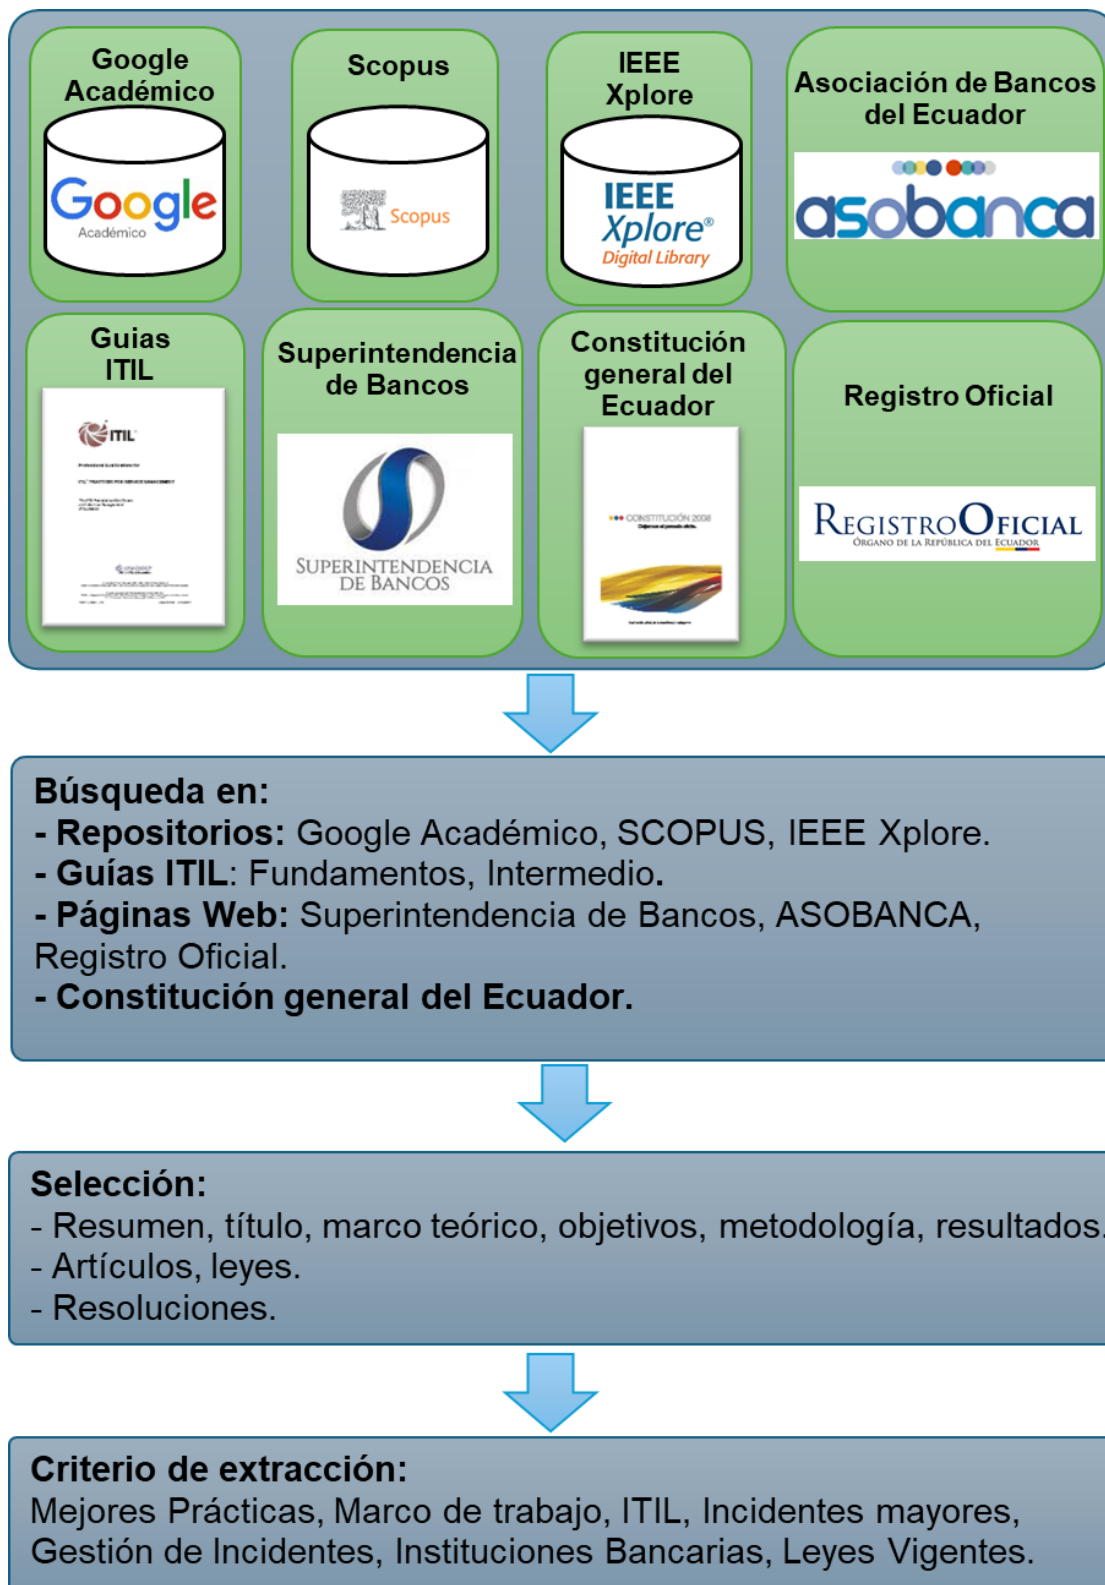 Google
Académico
Google
Académico
Scopus
Scopus
IEEE
Xplore
IEEE
Xplore®
Digital Library
Asociación de Bancos
del Ecuador
asobanca
Guias
ITIL
ITIL
Superintendencia
de Bancos
SUPERINTENDENCIA
DE BANCOS
Constitución
general del
Ecuador
CONSTITUCIÓN 2008
Registro Oficial
REGISTRO OFICIAL
ÓRGANO DE LA REPÚBLICA DEL ECUADOR
Búsqueda en:
- Repositorios: Google Académico, SCOPUS, IEEE Xplore.
- Guías ITIL: Fundamentos, Intermedio.
- Páginas Web: Superintendencia de Bancos, ASOBANCA,
Registro Oficial.
- Constitución general del Ecuador.
Selección:
- Resumen, título, marco teórico, objetivos, metodología, resultados.
- Artículos, leyes.
- Resoluciones.
Criterio de extracción:
Mejores Prácticas, Marco de trabajo, ITIL, Incidentes mayores,
Gestión de Incidentes, Instituciones Bancarias, Leyes Vigentes.